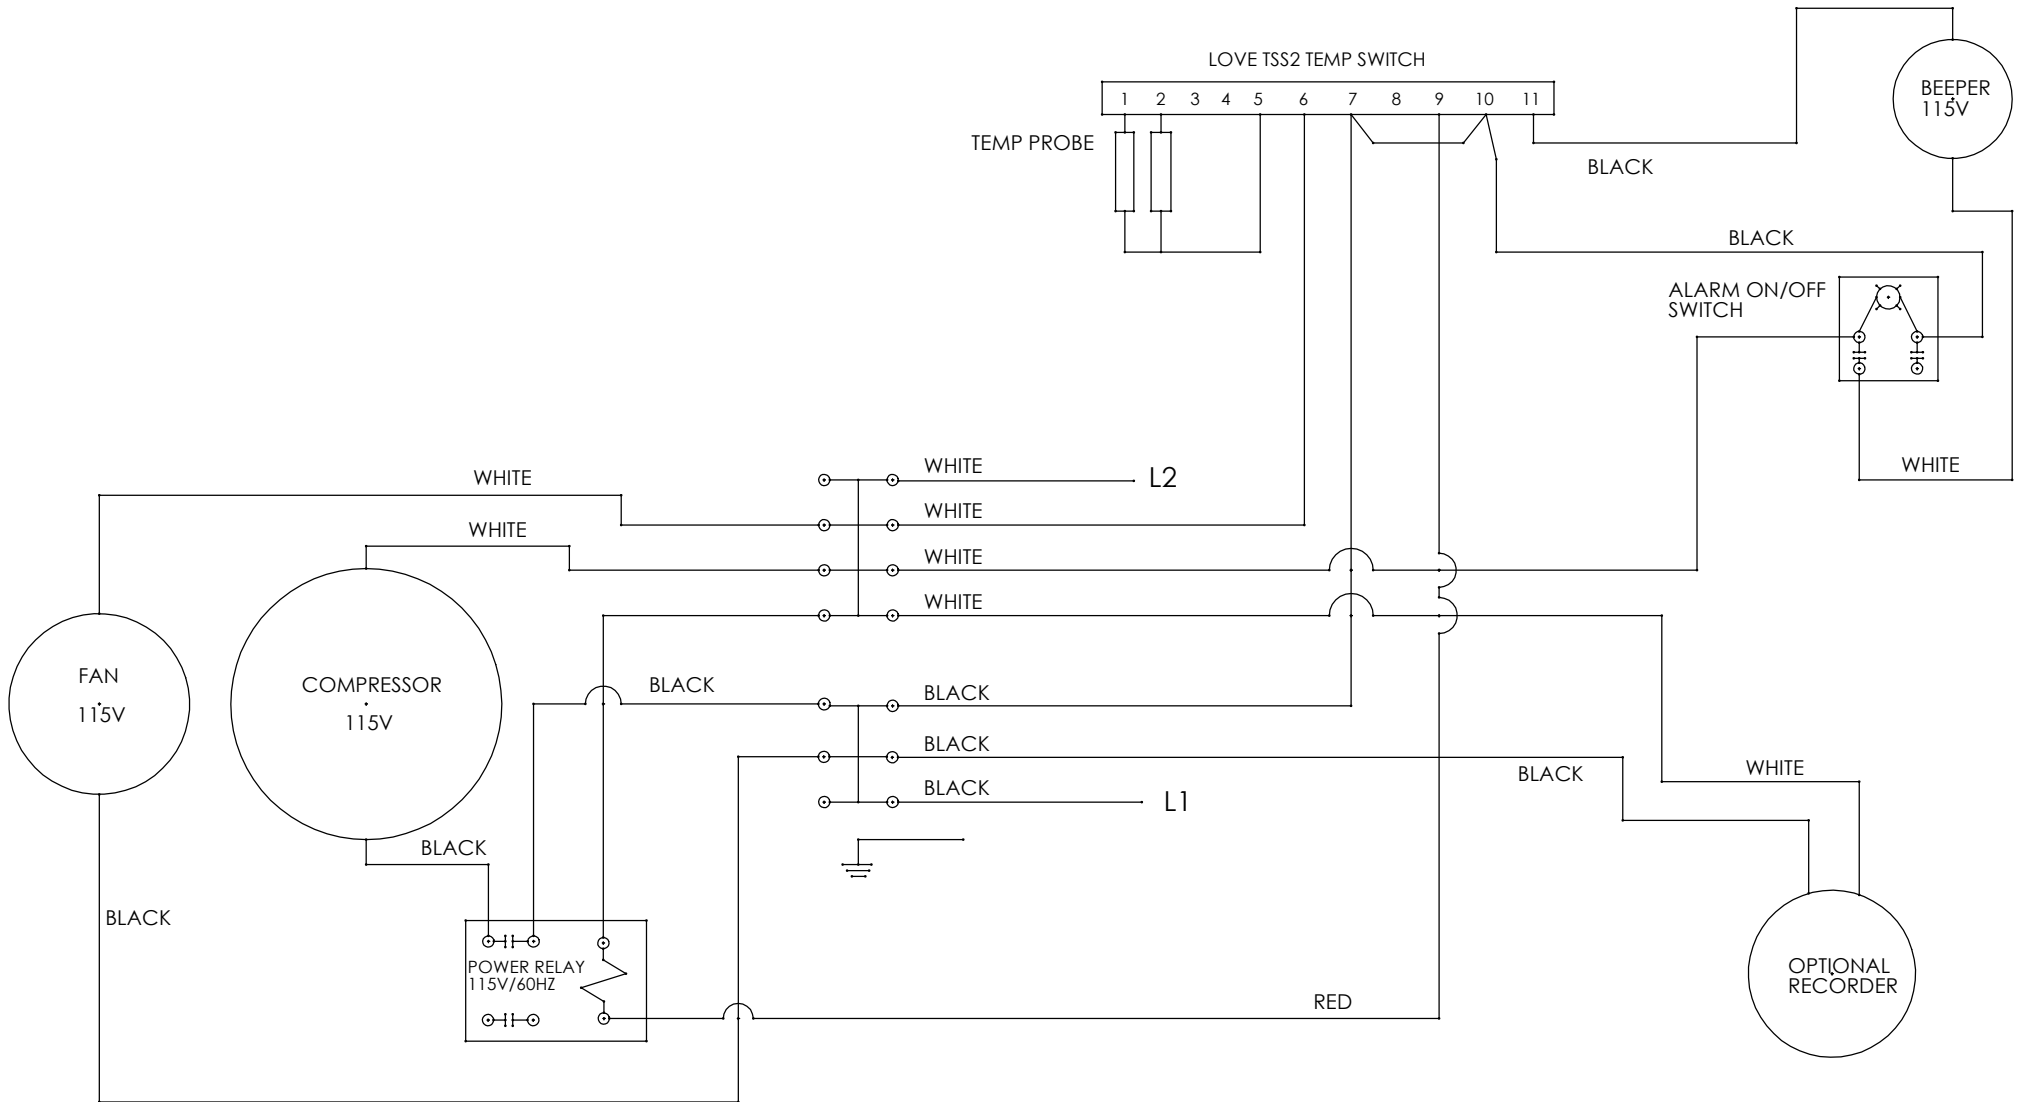 LOVE TSS2 TEMP SWITCH
1 2 3 4 5 6 7 8 9 10 11
BEEPER
115V
TEMP PROBE
BLACK
BLACK
ALARM ON/OFF
SWITCH
WHITE
WHITE
L2
WHITE
WHITE
WHITE
WHITE
WHITE
FAN
115V
COMPRESSOR
115V
BLACK
BLACK
BLACK
BLACK
WHITE
BLACK
L1
BLACK
BLACK
POWER RELAY
115V/60HZ
OPTIONAL
RECORDER
RED